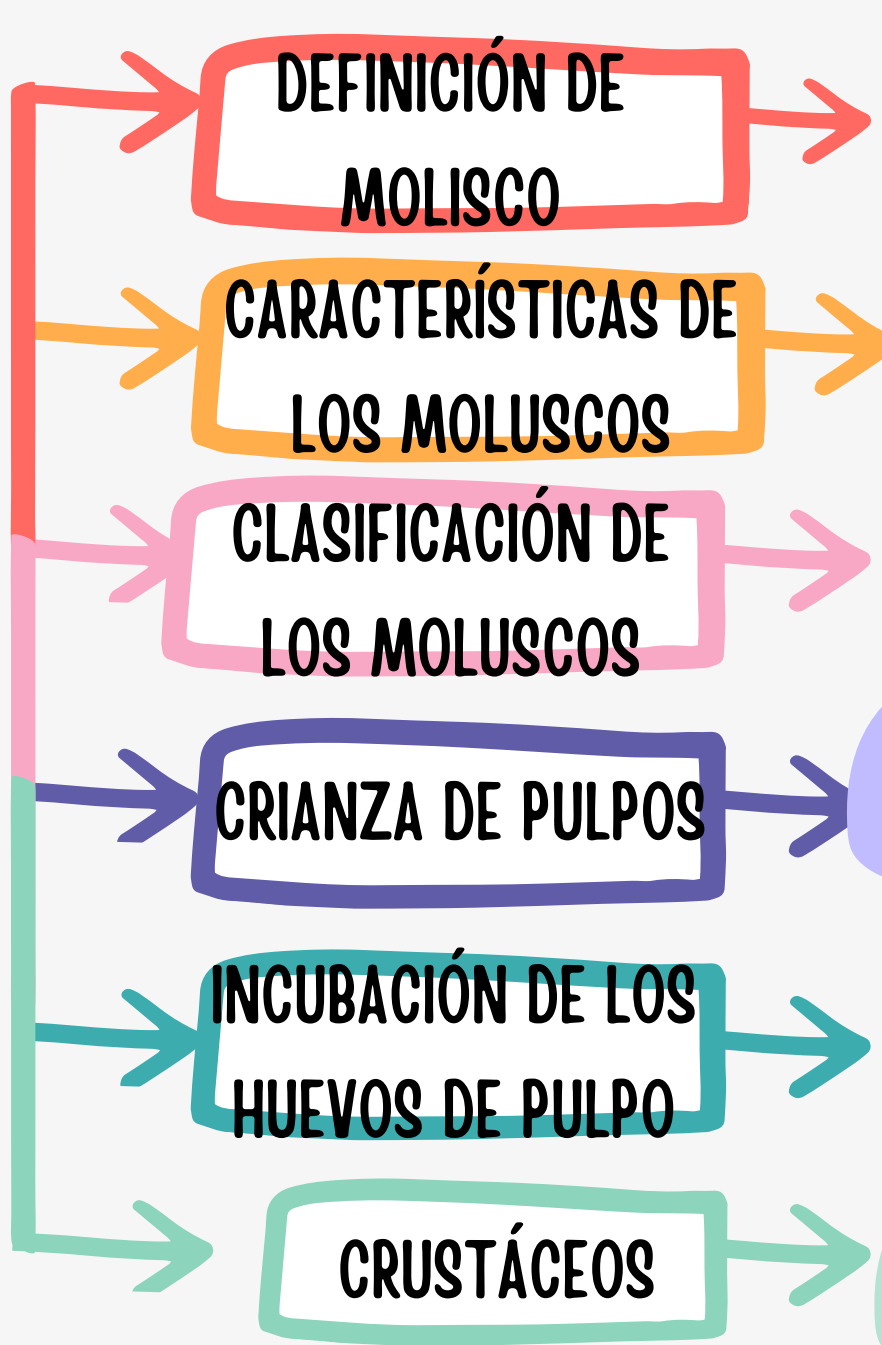 DEFINICIÓN DE
MOLISCO
CARACTERÍSTICAS DE
LOS MOLUSCOS
CLASIFICACIÓN DE
LOS MOLUSCOS
CRIANZA DE PULPOS
INCUBACIÓN DE LOS
HUEVOS DE PULPO
CRUSTÁCEOS